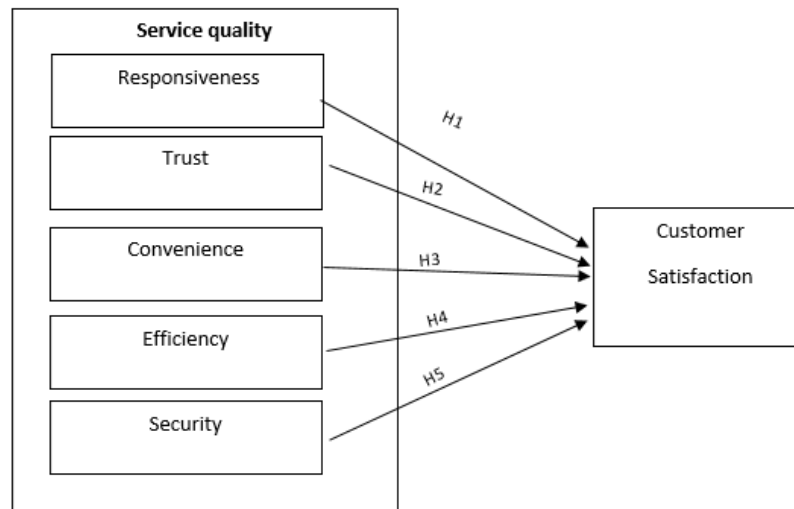 Service quality
Responsiveness
H1
Trust
H2
Convenience
H3
Efficiency
H4
Security
H5
Customer
Satisfaction